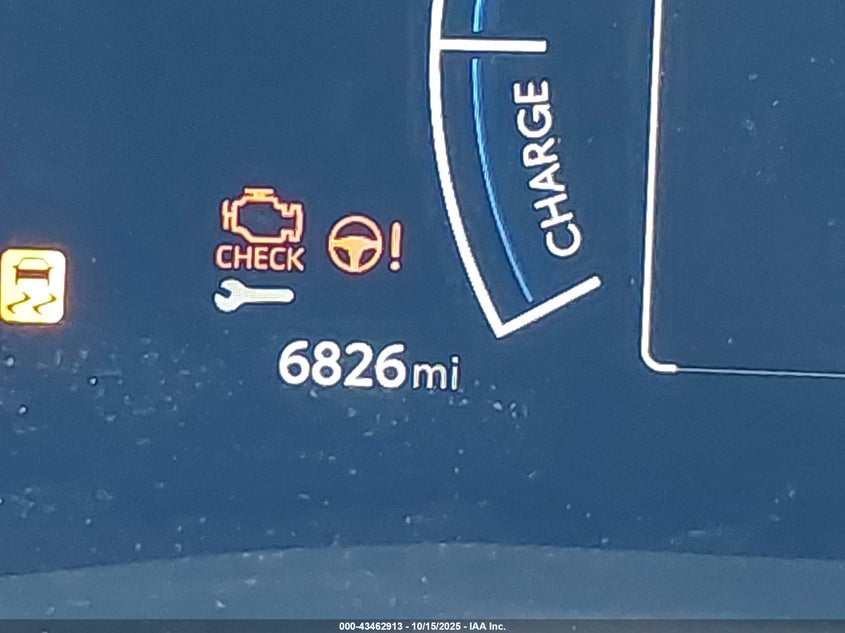 CHARGE
CHECK
!
6826mi
000-43462913 - 10/15/2025 - IAA Inc.